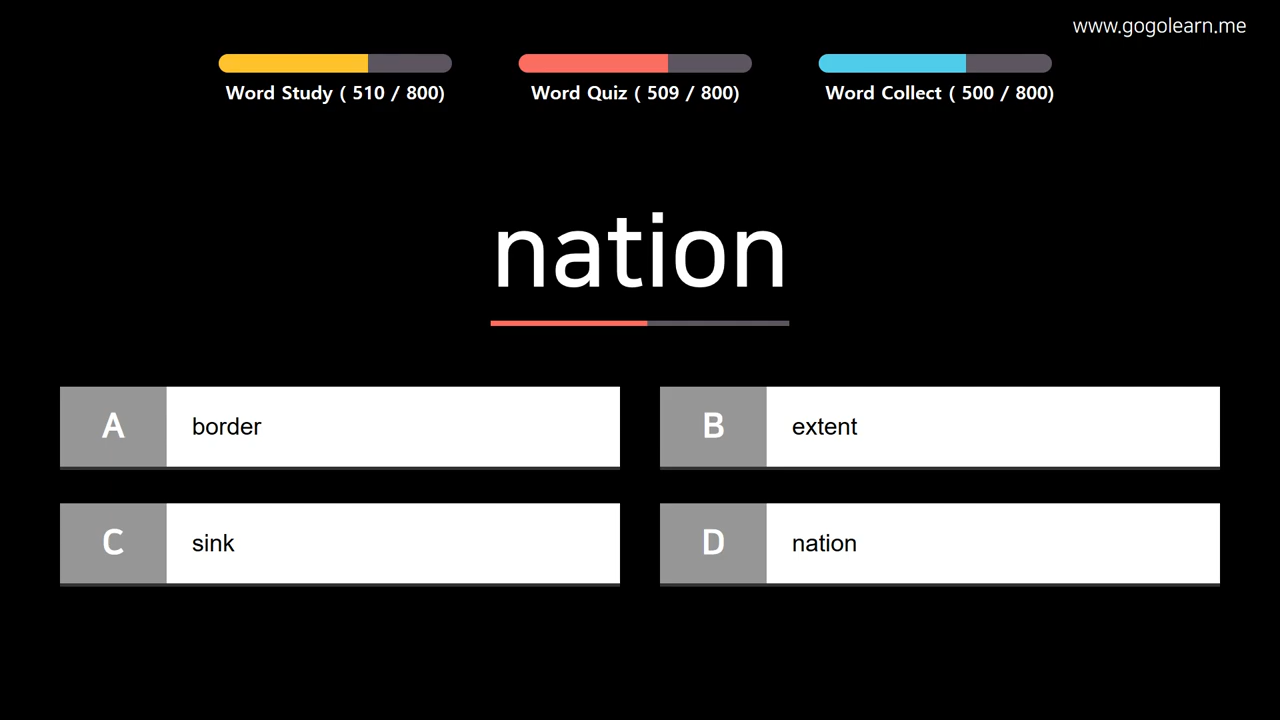 www.gogolearn.me
Word Study ( 510 / 800)
Word Quiz ( 509 / 800)
Word Collect ( 500 / 800)
nation
A border
B extent
C sink
D nation